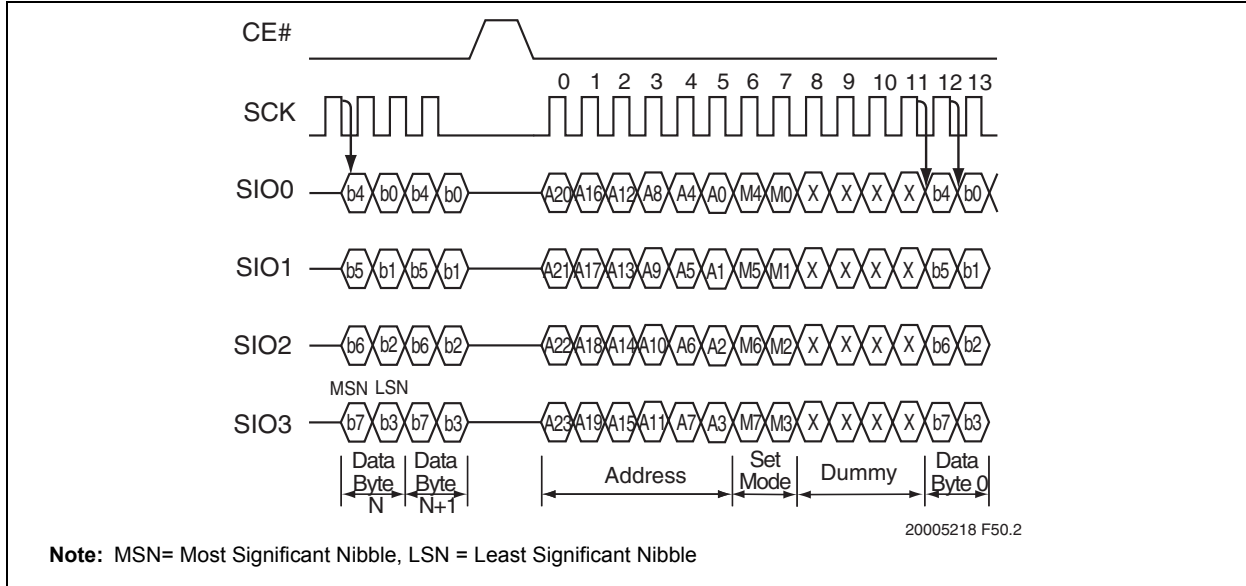 CE#
0 1 2 3 4 5 6 7 8 9 10 11 12 13
SCK
SIO0 b4 b0 b4 b0 A20 A16 A12 A8 A4 A0 M4 M0 X X X X b4 b0
SIO1 b5 b1 b5 b1 A21 A17 A13 A9 A5 A1 M5 M1 X X X X b5 b1
SIO2 b6 b2 b6 b2 A22 A18 A14 A10 A6 A2 M6 M2 X X X X b6 b2
MSN LSN
SIO3 b7 b3 b7 b3 A23 A19 A15 A11 A7 A3 M7 M3 X X X X b7 b3
Data Byte N
Data Byte N+1
Address
Set Mode
Dummy
Data Byte 0
20005218 F50.2
Note: MSN= Most Significant Nibble, LSN = Least Significant Nibble